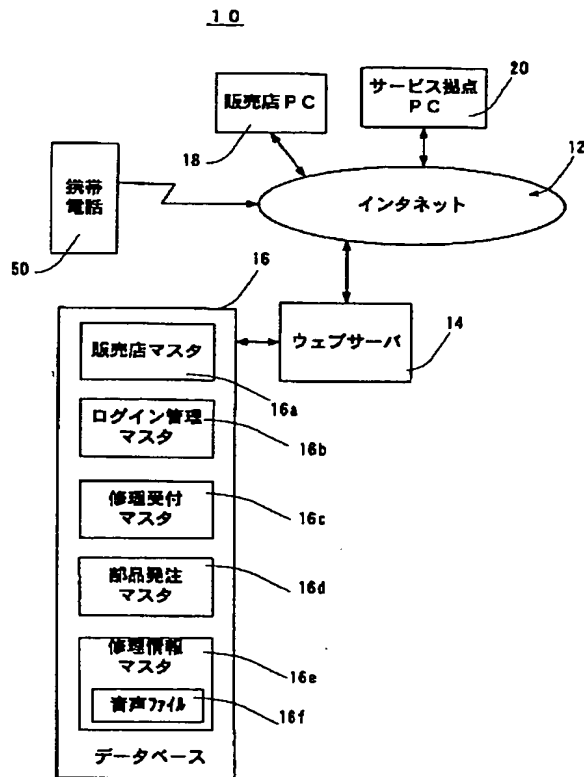 10
販売店PC
18
サービス拠点
PC
20
12
携帯
電話
50
インタネット
16
ウェブサーバ
14
販売店マスタ
16a
ログイン管理
マスタ
16b
修理受付
マスタ
16c
部品発注
マスタ
16d
修理情報
マスタ
16e
音声ファイル
16f
データベース